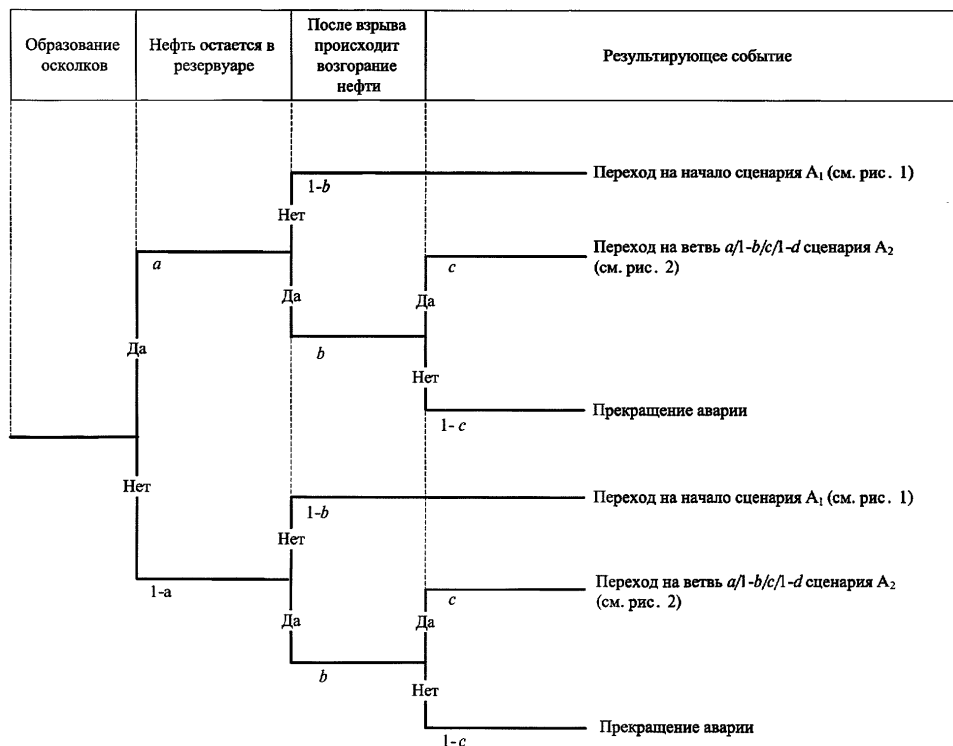 Образование
осколков
Нефть остается в
резервуаре
После взрыва
происходит
возгорание
нефти
Результирующее событие
1-b
Переход на начало сценария A₁ (см. рис. 1)
Нет
a
c
Переход на ветвь a/1-b/c/1-d сценария A₂
(см. рис. 2)
Да
Да
Да
b
Нет
1- c
Прекращение аварии
Нет
1-b
Переход на начало сценария A₁ (см. рис. 1)
Нет
1-a
c
Переход на ветвь a/1-b/c/1-d сценария A₂
(см. рис. 2)
Да
Да
b
Нет
1-c
Прекращение аварии